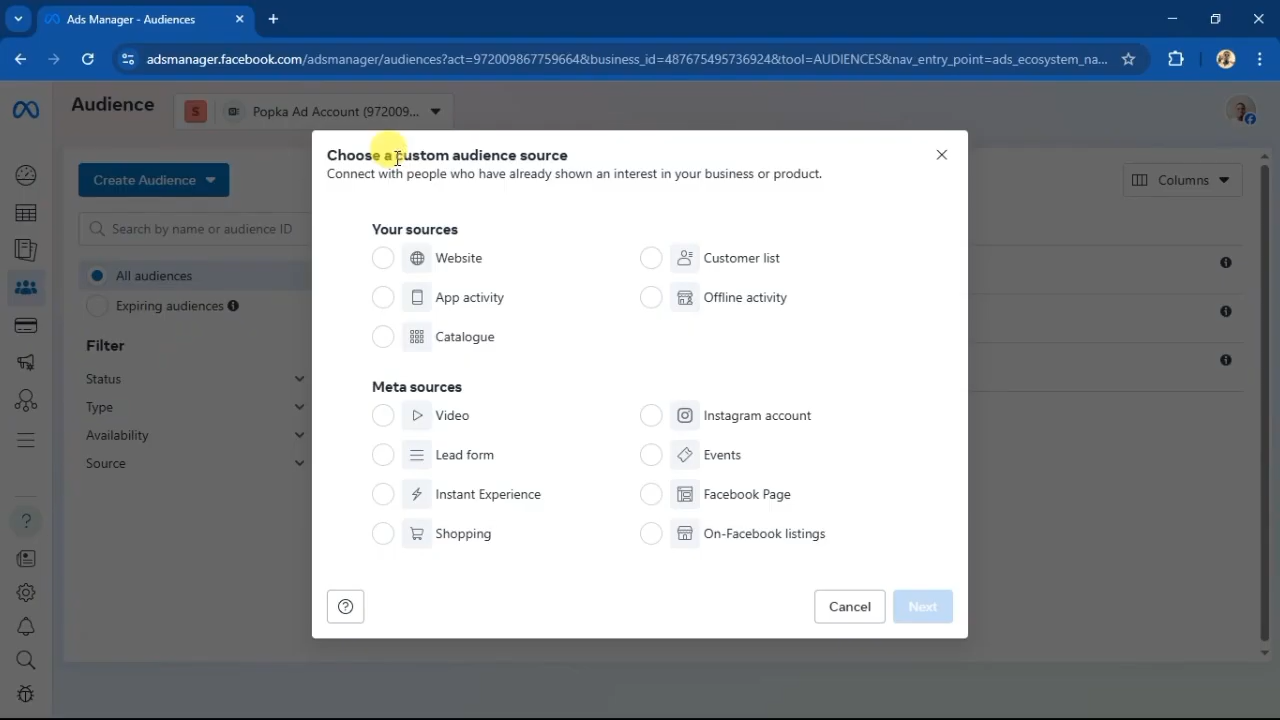 Ads Manager - Audiences
adsmanager.facebook.com/adsmanager/audiences?act=972009867759664&business_id=487675495736924&tool=AUDIENCES&nav_entry_point=ads_ecosystem_na...
Audience
S
Popka Ad Account (972009...
Create Audience
Columns
Search by name or audience ID
All audiences
Expiring audiences
Filter
Status
Type
Availability
Source
Choose a custom audience source
Connect with people who have already shown an interest in your business or product.
Your sources
Website
Customer list
App activity
Offline activity
Catalogue
Meta sources
Video
Instagram account
Lead form
Events
Instant Experience
Facebook Page
Shopping
On-Facebook listings
Cancel
Next